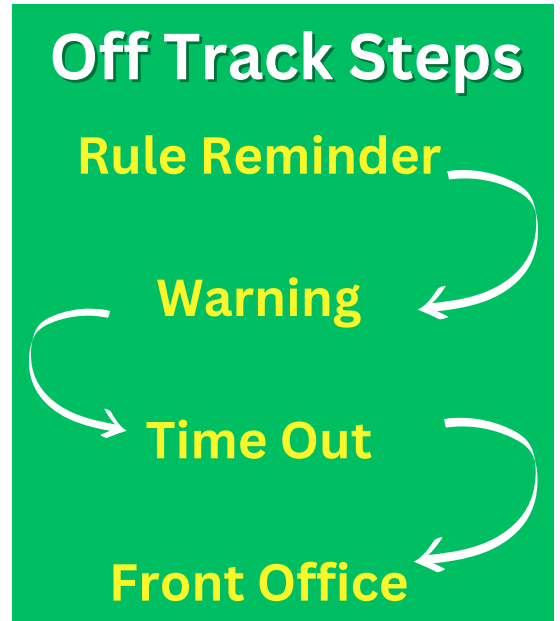 Off Track Steps
Rule Reminder
Warning
Time Out
Front Office